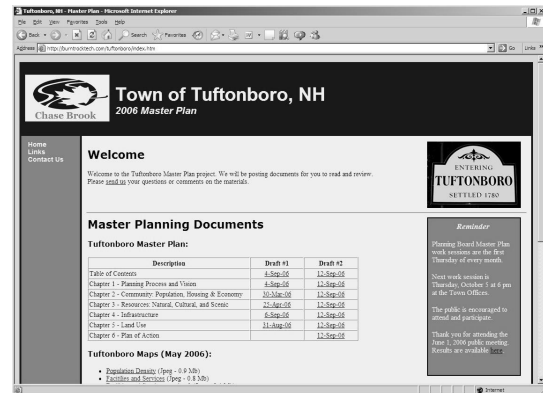 Tuftonboro, NH - Master Plan - Microsoft Internet Explorer
File Edit View Favorites Tools Help
Back Search Favorites
Address http://burntrocktech.com/tuftonboro/index.htm Go Links
Chase Brook
Town of Tuftonboro, NH
2006 Master Plan
Home
Links
Contact Us
Welcome
Welcome to the Tuftonboro Master Plan project. We will be posting documents for you to read and review.
Please send us your questions or comments on the materials.
ENTERING
TUFTONBORO
SETTLED 1780
Master Planning Documents
Tuftonboro Master Plan:
Description Draft #1 Draft #2
Table of Contents 4-Sep-06 12-Sep-06
Chapter 1 - Planning Process and Vision 4-Sep-06 12-Sep-06
Chapter 2 - Community: Population, Housing & Economy 30-Mar-06 12-Sep-06
Chapter 3 - Resources: Natural, Cultural, and Scenic 25-Apr-06 12-Sep-06
Chapter 4 - Infrastructure 6-Sep-06 12-Sep-06
Chapter 5 - Land Use 31-Aug-06 12-Sep-06
Chapter 6 - Plan of Action 12-Sep-06
Tuftonboro Maps (May 2006):
Population Density (Jpeg - 0.9 Mb)
Facilities and Services (Jpeg - 0.8 Mb)
Reminder
Planning Board Master Plan
work sessions are the first
Thursday of every month.
Next work session is
Thursday, October 5 at 6 pm
at the Town Offices.
The public is encouraged to
attend and participate.
Thank you for attending the
June 1, 2006 public meeting.
Results are available here
Internet